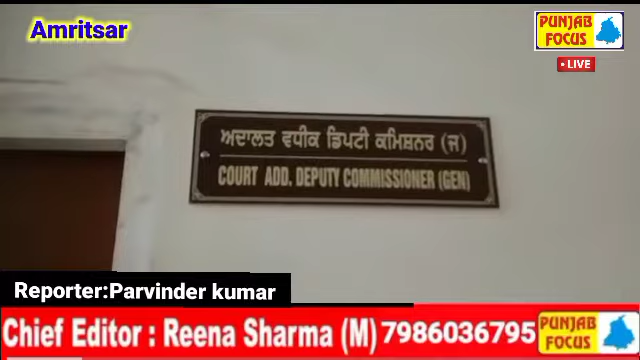 Amritsar
PUNJAB
FOCUS
LIVE
ਅਦਾਲਤ ਵਧੀਕ ਡਿਪਟੀ ਕਮਿਸ਼ਨਰ (ਜ)
COURT ADD. DEPUTY COMMISSIONER (GEN)
Reporter:Parvinder kumar
Chief Editor : Reena Sharma (M) 7986036795
PUNJAB
FOCUS